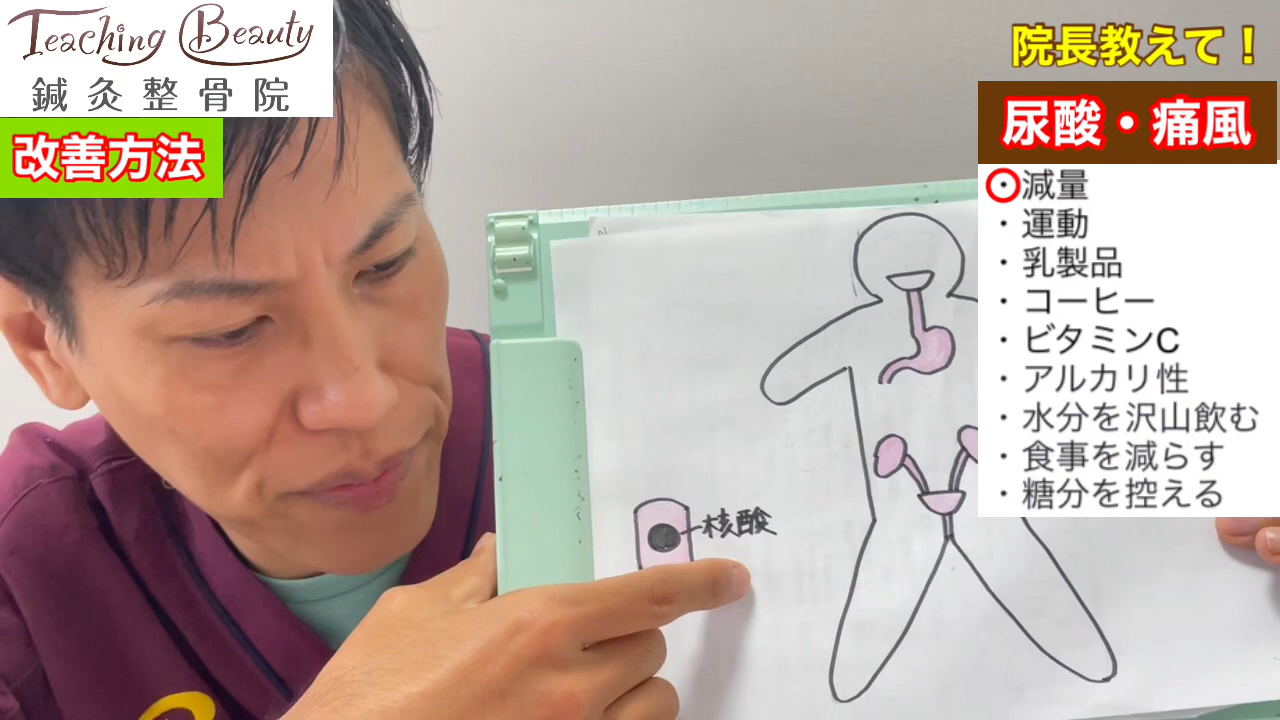 Teaching Beauty
鍼灸整骨院
改善方法
院長教えて！
尿酸・痛風
・減量
・運動
・乳製品
・コーヒー
・ビタミンC
・アルカリ性
・水分を沢山飲む
・食事を減らす
・糖分を控える
核酸